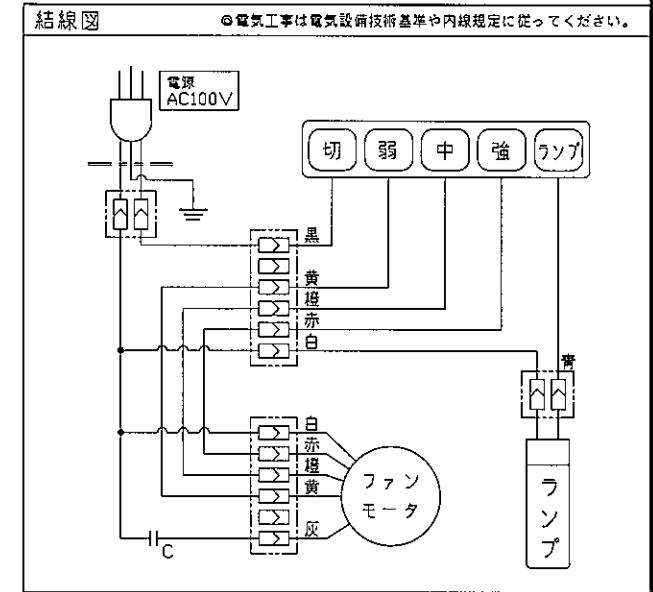 結線図
◎電気工事は電気設備技術基準や内線規定に従ってください。
電源
AC100V
切 弱 中 強 ランプ
黒
黄
橙
赤
白
青
白
赤
橙
黄
灰
ファン
モータ
ランプ
C